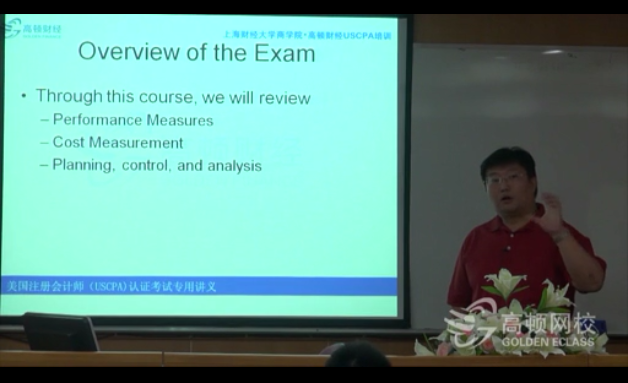 高顿财经
上海财经大学商学院·高顿财经USCPA培训
Overview of the Exam
• Through this course, we will review
– Performance Measures
– Cost Measurement
– Planning, control, and analysis
美国注册会计师（USCPA)认证考试专用讲义
高顿网校
GOLDEN ECLASS